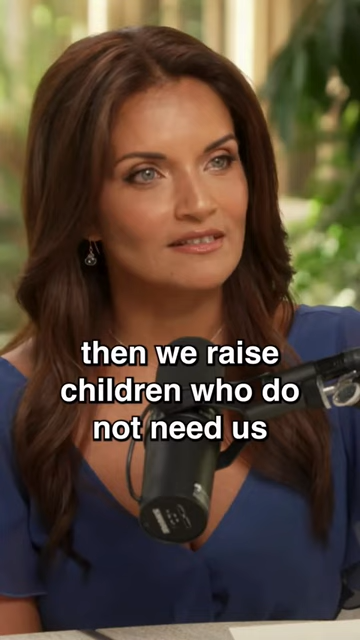 then we raise
children who do
not need us